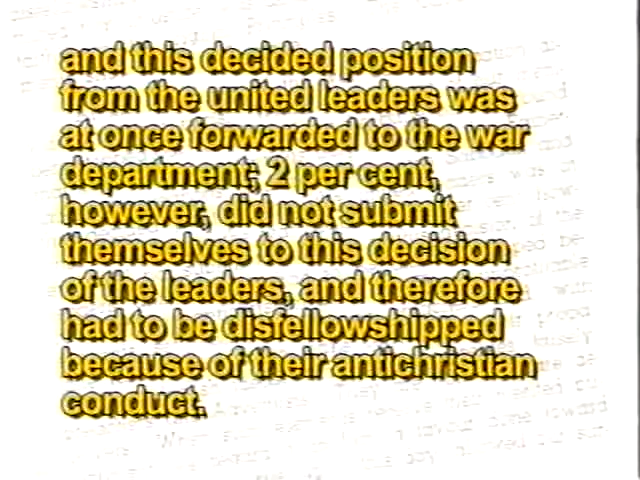 and this decided position
from the united leaders was
at once forwarded to the war
department; 2 per cent,
however, did not submit
themselves to this decision
of the leaders, and therefore
had to be disfellowshipped
because of their antichristian
conduct.